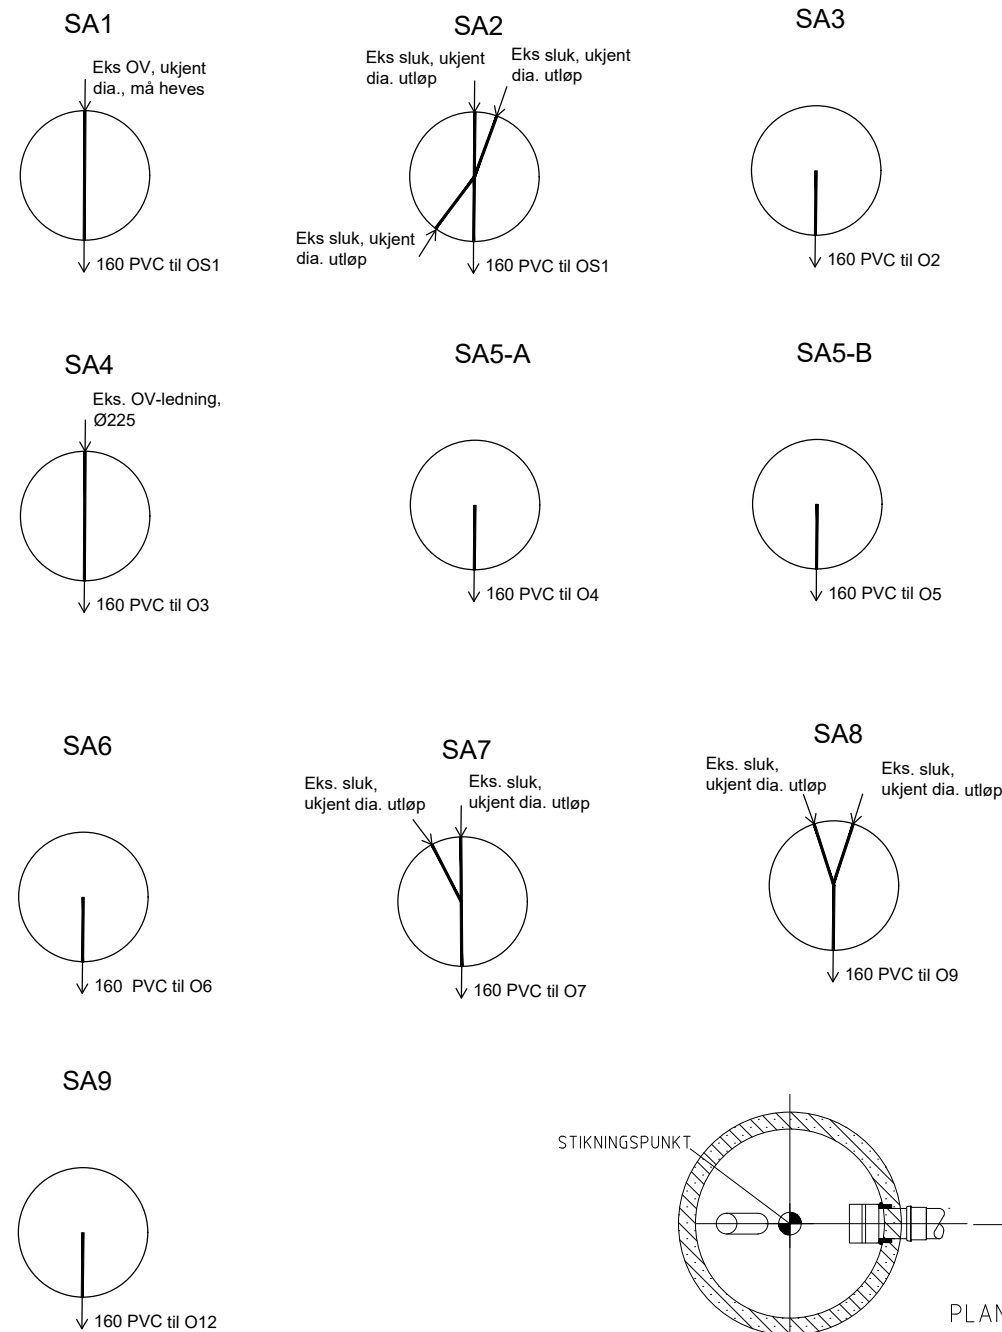 SA1
Eks OV, ukjent
dia., må heves
160 PVC til OS1
SA2
Eks sluk, ukjent
dia. utløp
Eks sluk, ukjent
dia. utløp
Eks sluk, ukjent
dia. utløp
160 PVC til OS1
SA3
160 PVC til O2
SA4
Eks. OV-ledning,
Ø225
160 PVC til O3
SA5-A
160 PVC til O4
SA5-B
160 PVC til O5
SA6
160 PVC til O6
SA7
Eks. sluk,
ukjent dia. utløp
Eks. sluk,
ukjent dia. utløp
160 PVC til O7
SA8
Eks. sluk,
ukjent dia. utløp
Eks. sluk,
ukjent dia. utløp
160 PVC til O9
SA9
160 PVC til O12
STIKNINGSPUNKT
PLAN